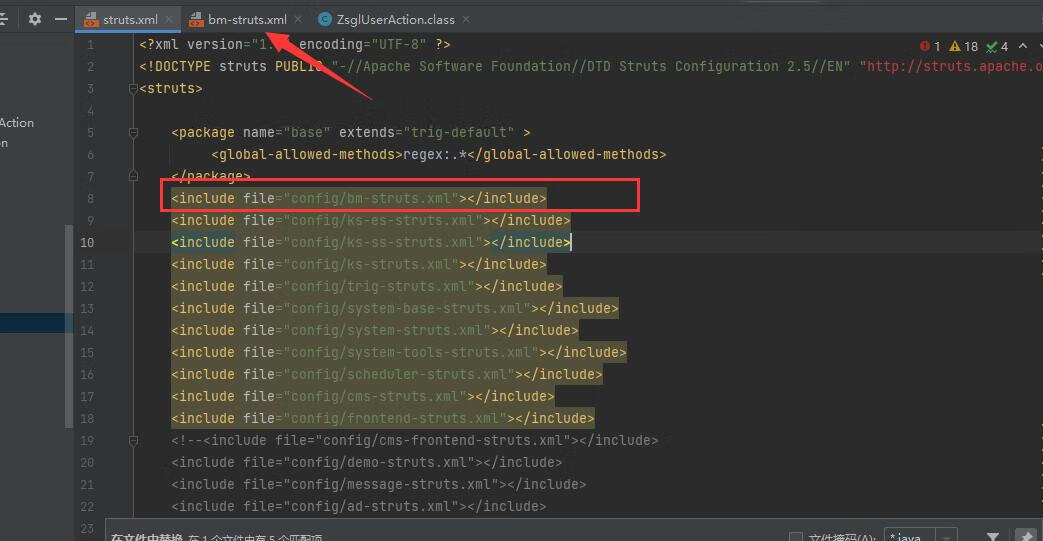 struts.xml
bm-struts.xml
ZsglUserAction.class
Action
on
1 18 4
1 <?xml version="1. encoding="UTF-8" ?>
2 <!DOCTYPE struts PUBLIC "-//Apache Software Foundation//DTD Struts Configuration 2.5//EN" "http://struts.apache.o
3 <struts>
4
5 <package name="base" extends="trig-default" >
6 <global-allowed-methods>regex:.*</global-allowed-methods>
7 </package>
8 <include file="config/bm-struts.xml"></include>
9 <include file="config/ks-es-struts.xml"></include>
10 <include file="config/ks-ss-struts.xml"></include>
11 <include file="config/ks-struts.xml"></include>
12 <include file="config/trig-struts.xml"></include>
13 <include file="config/system-base-struts.xml"></include>
14 <include file="config/system-struts.xml"></include>
15 <include file="config/system-tools-struts.xml"></include>
16 <include file="config/scheduler-struts.xml"></include>
17 <include file="config/cms-struts.xml"></include>
18 <include file="config/frontend-struts.xml"></include>
19 <!--<include file="config/cms-frontend-struts.xml"></include>
20 <include file="config/demo-struts.xml"></include>
21 <include file="config/message-struts.xml"></include>
22 <include file="config/ad-struts.xml"></include>
23
在文件中替换 在 1 个文件中有 5 个匹配项
文件掩码(A): *.java